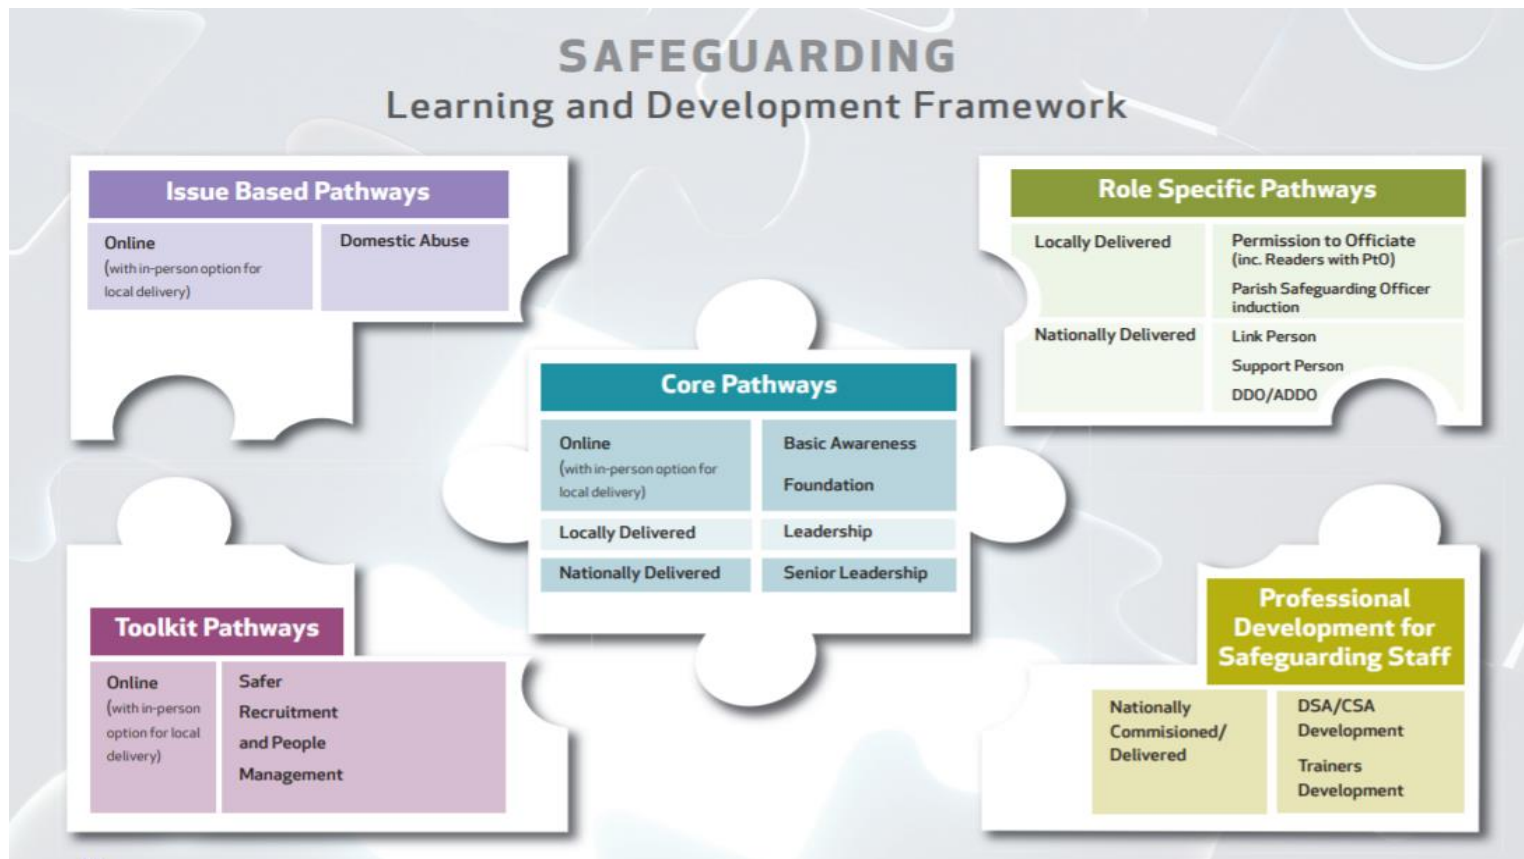 SAFEGUARDING
Learning and Development Framework
Issue Based Pathways
Online
(with in-person option for
local delivery)
Domestic Abuse
Role Specific Pathways
Locally Delivered
Permission to Officiate
(inc. Readers with PtO)
Parish Safeguarding Officer
induction
Nationally Delivered
Link Person
Support Person
DDO/ADDO
Core Pathways
Online
(with in-person option for
local delivery)
Basic Awareness
Foundation
Locally Delivered
Leadership
Nationally Delivered
Senior Leadership
Toolkit Pathways
Online
(with in-person
option for local
delivery)
Safer
Recruitment
and People
Management
Professional
Development for
Safeguarding Staff
Nationally
Commisioned/
Delivered
DSA/CSA
Development
Trainers
Development